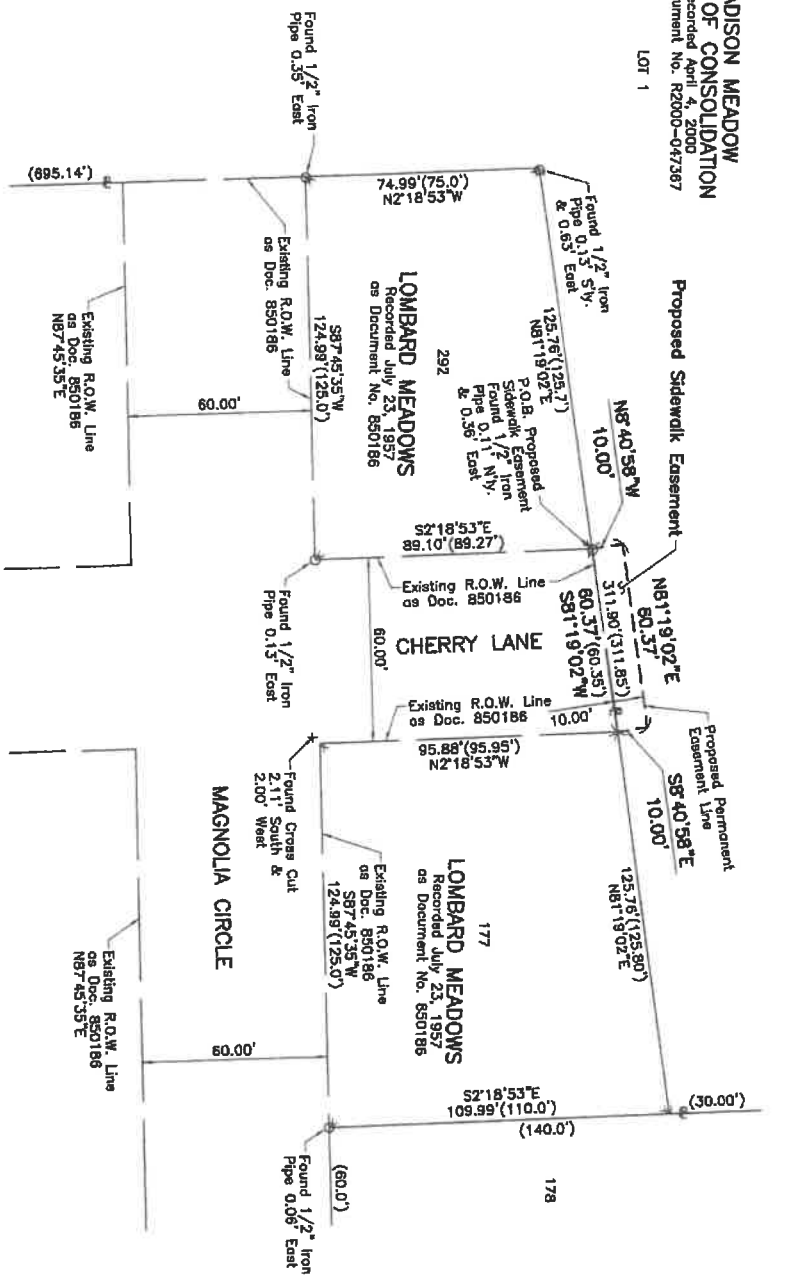 ADISON MEADOW
OF CONSOLIDATION
ecorded April 4, 2000
ument No. R2000-047367
LOT 1
Proposed Sidewalk Easement
N8°40'58"W
10.00'
N81°19'02"E
60.37'
Proposed Permanent
Easement Line
S8°40'58"E
10.00'
311.90'(311.85')
60.37'(60.35')
S81°19'02"W
10.00'
Found 1/2" Iron
Pipe 0.13' S'ly.
& 0.63' East
125.76'(125.7')
N81°19'02"E
P.O.B. Proposed
Sidewalk Easement
Found 1/2" Iron
Pipe 0.11' N'ly.
& 0.36' East
125.76'(125.80')
N81°19'02"E
(30.00')
74.99'(75.0')
N2°18'53"W
292
LOMBARD MEADOWS
Recorded July 23, 1957
as Document No. 850186
S2°18'53"E
89.10'(89.27')
Existing R.O.W. Line
as Doc. 850186
CHERRY LANE
60.00'
Existing R.O.W. Line
as Doc. 850186
95.88'(95.95')
N2°18'53"W
177
LOMBARD MEADOWS
Recorded July 23, 1957
as Document No. 850186
S2°18'53"E
109.99'(110.0')
(140.0')
178
Found 1/2" Iron
Pipe 0.35' East
S87°45'35"W
124.99'(125.0')
Existing R.O.W. Line
as Doc. 850186
Found 1/2" Iron
Pipe 0.13' East
Found Cross Cut
2.11' South &
2.00' West
Existing R.O.W. Line
as Doc. 850186
S87°45'35"W
124.99'(125.0')
(60.0')
Found 1/2" Iron
Pipe 0.06' East
60.00'
MAGNOLIA CIRCLE
60.00'
(695.14')
Existing R.O.W. Line
as Doc. 850186
N87°45'35"E
Existing R.O.W. Line
as Doc. 850186
N87°45'35"E